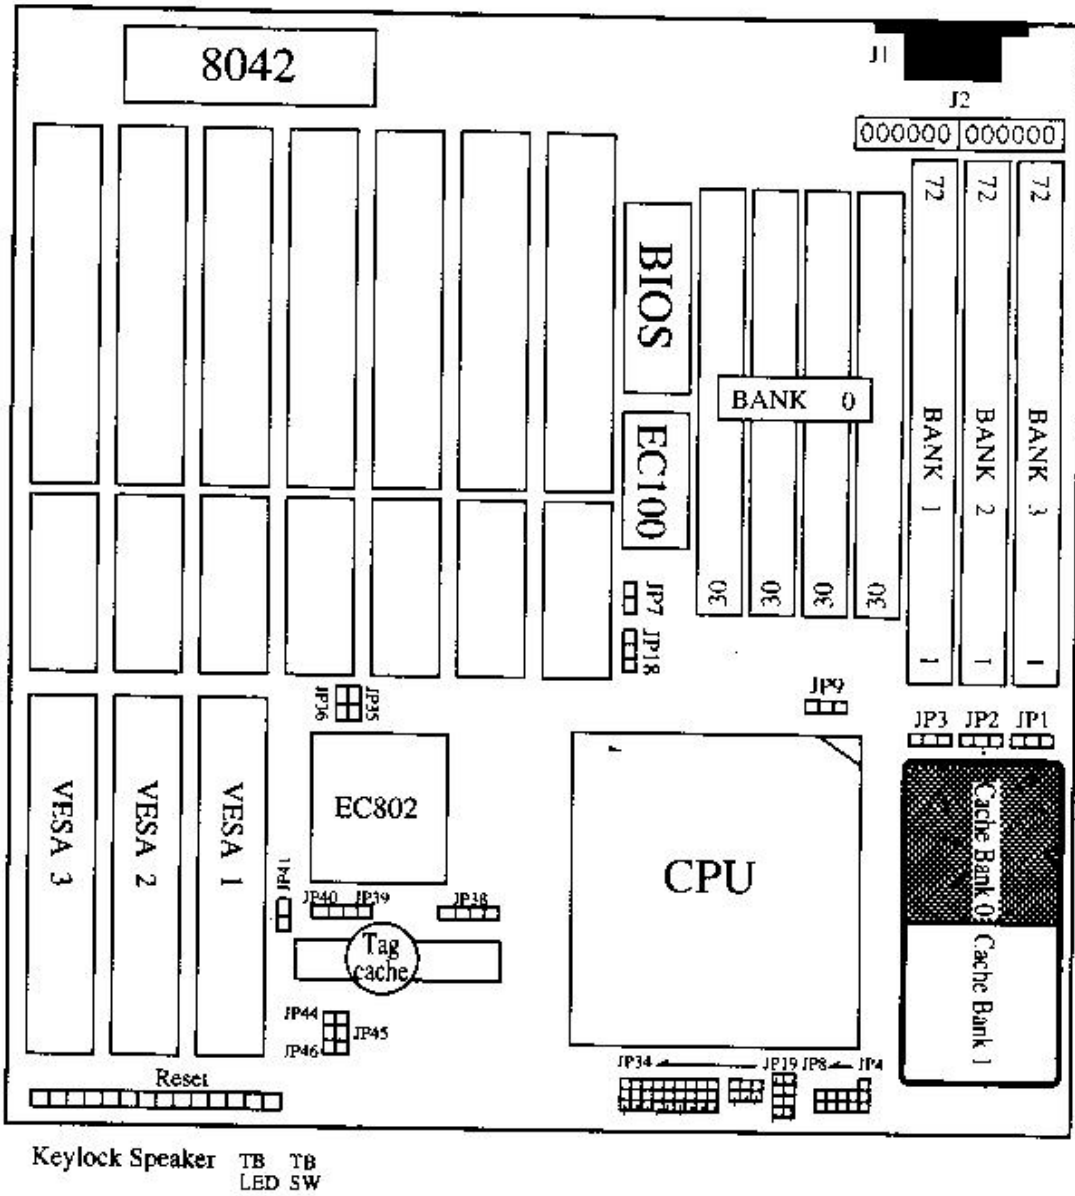 8042
J1
J2
000000 000000
72
72
72
BIOS
BANK 0
EC100
BANK 1
BANK 2
BANK 3
30
30
30
30
1
1
1
JP7
JP18
JP36
JP35
JP9
JP3
JP2
JP1
VESA 3
VESA 2
VESA 1
EC802
CPU
Cache Bank 0
Cache Bank 1
JP41
JP40
JP39
JP38
Tag
cache
JP44
JP45
JP46
JP34
JP19
JP8
JP4
Reset
Keylock Speaker
TB
LED
TB
SW